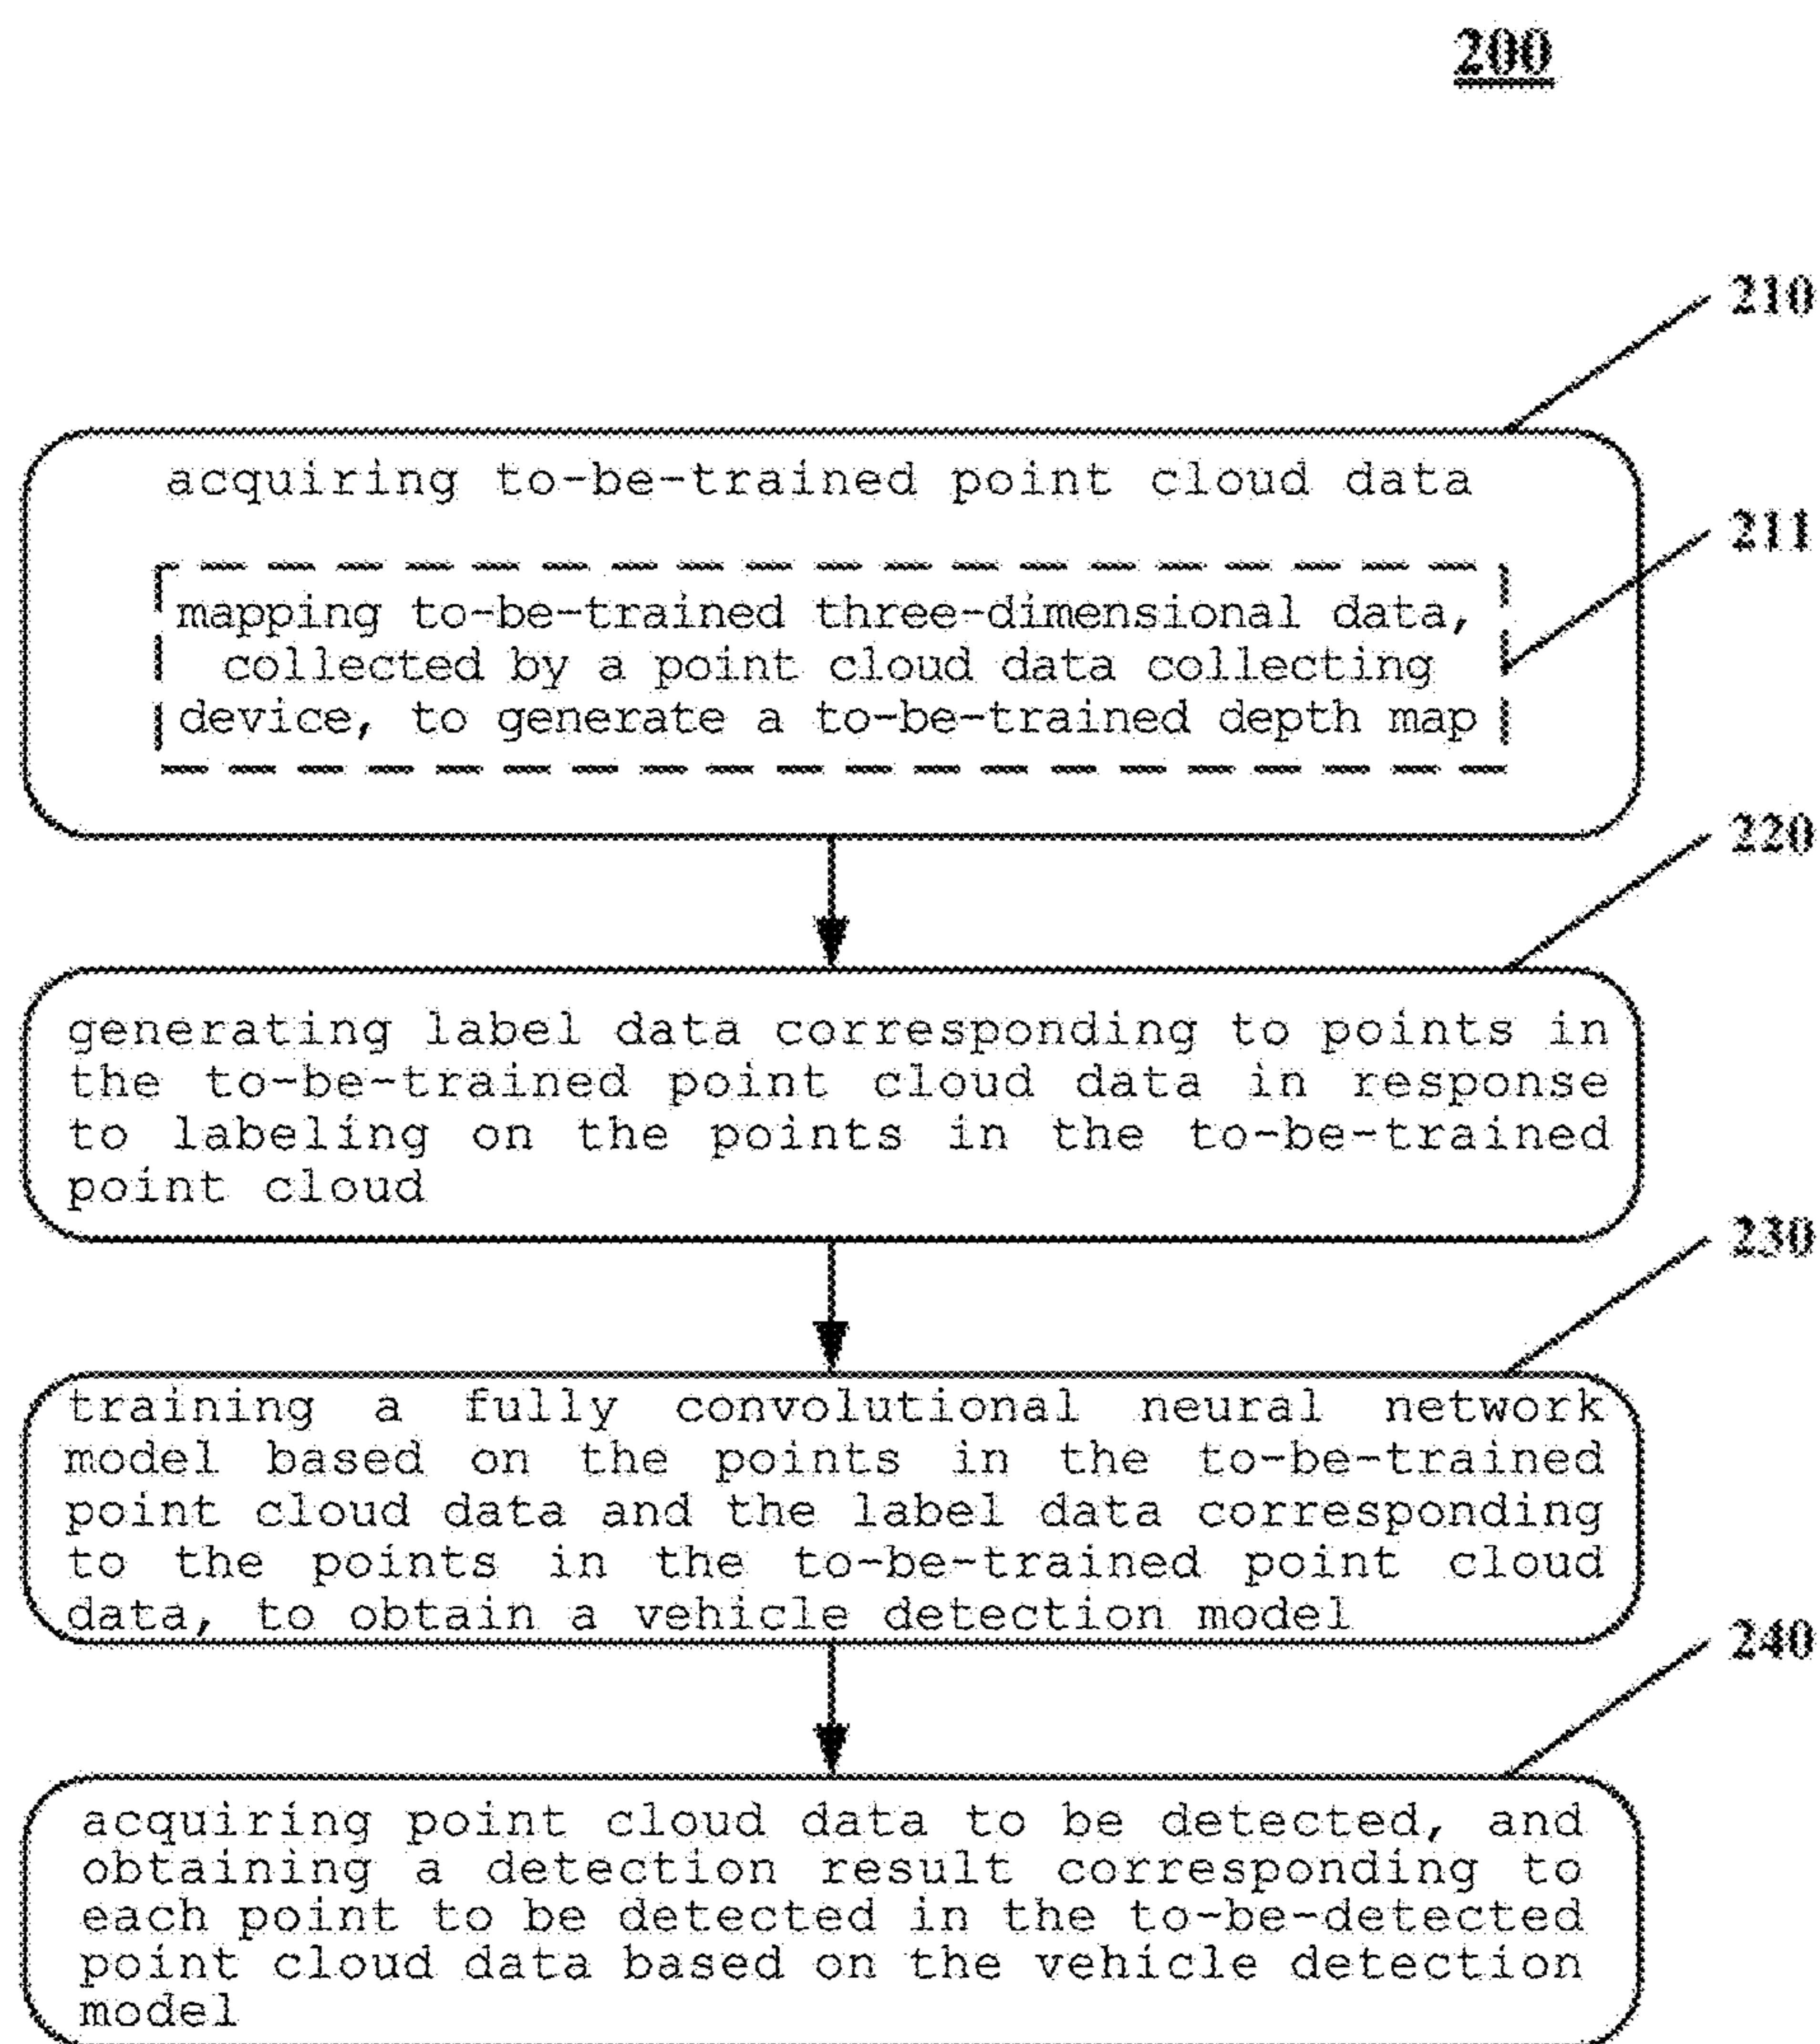 200
210
acquiring to-be-trained point cloud data
211
mapping to-be-trained three-dimensional data,
collected by a point cloud data collecting
device, to generate a to-be-trained depth map
220
generating label data corresponding to points in
the to-be-trained point cloud data in response
to labeling on the points in the to-be-trained
point cloud
230
training a fully convolutional neural network
model based on the points in the to-be-trained
point cloud data and the label data corresponding
to the points in the to-be-trained point cloud
data, to obtain a vehicle detection model
240
acquiring point cloud data to be detected, and
obtaining a detection result corresponding to
each point to be detected in the to-be-detected
point cloud data based on the vehicle detection
model